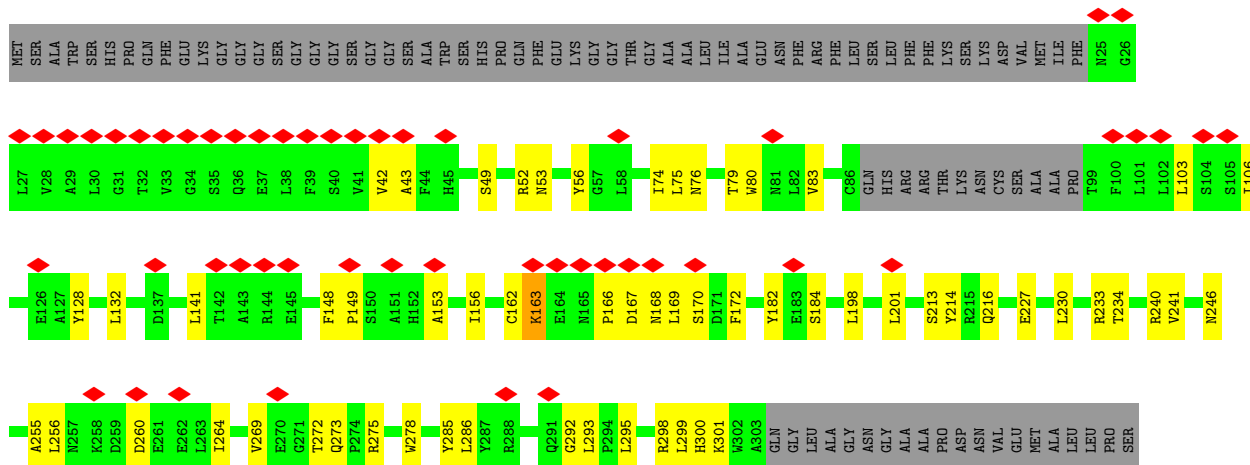 MET SER ALA TRP SER HIS PRO GLN PHE GLU LYS GLY GLY GLY SER GLY GLY GLY SER GLY GLY SER ALA TRP SER HIS PRO GLN PHE GLU LYS GLY GLY THR GLY ALA ALA LEU ILE ALA GLU ASN PHE ARG PHE LEU SER LEU PHE PHE LYS SER LYS ASP VAL MET ILE PHE N25 G26
L27 V28 A29 L30 G31 T32 V33 G34 S35 Q36 E37 L38 F39 S40 V41 V42 A43 F44 H45 S49 R52 N53 Y56 G57 L58 I74 L75 N76 T79 W80 N81 L82 V83 C86 GLN HIS ARG ARG THR LYS ASN CYS SER ALA ALA PRO T99 F100 L101 L102 L103 S104 S105 I106
E126 A127 Y128 L132 D137 L141 T142 A143 R144 E145 F148 P149 S150 A151 H152 A153 I156 C162 K163 E164 N165 P166 D167 N168 L169 S170 D171 F172 Y182 E183 S184 L198 L201 S213 Y214 R215 Q216 E227 L230 R233 T234 R240 V241 N246
A255 L256 N257 K258 D259 D260 E261 E262 L263 I264 V269 E270 G271 T272 Q273 P274 R275 W278 Y285 L286 Y287 R288 Q291 G292 L293 P294 L295 R298 L299 H300 K301 W302 A303 GLN GLY LEU ALA GLY ASN GLY ALA ALA PRO ASP ASN VAL GLU MET ALA LEU LEU PRO SER